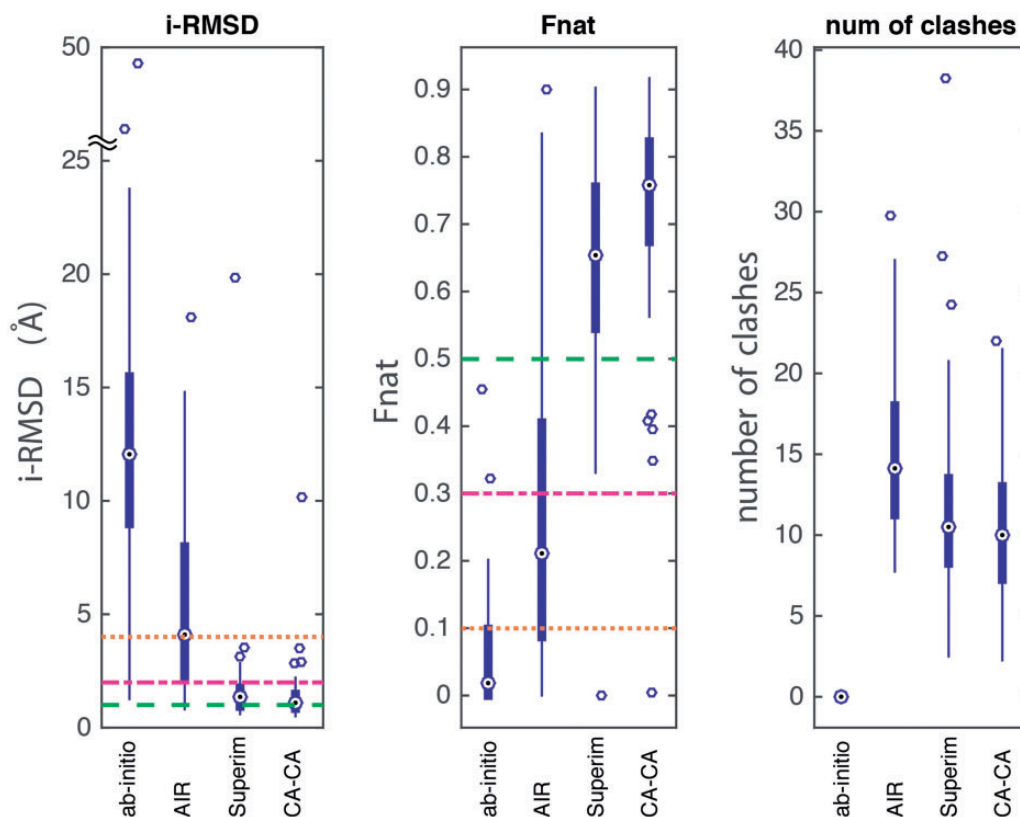 i-RMSD
Fnat
num of clashes
i-RMSD (Å)
50
25
20
15
10
5
0
ab-initio
AIR
Superim
CA-CA
Fnat
0.9
0.8
0.7
0.6
0.5
0.4
0.3
0.2
0.1
0
ab-initio
AIR
Superim
CA-CA
number of clashes
40
35
30
25
20
15
10
5
0
ab-initio
AIR
Superim
CA-CA